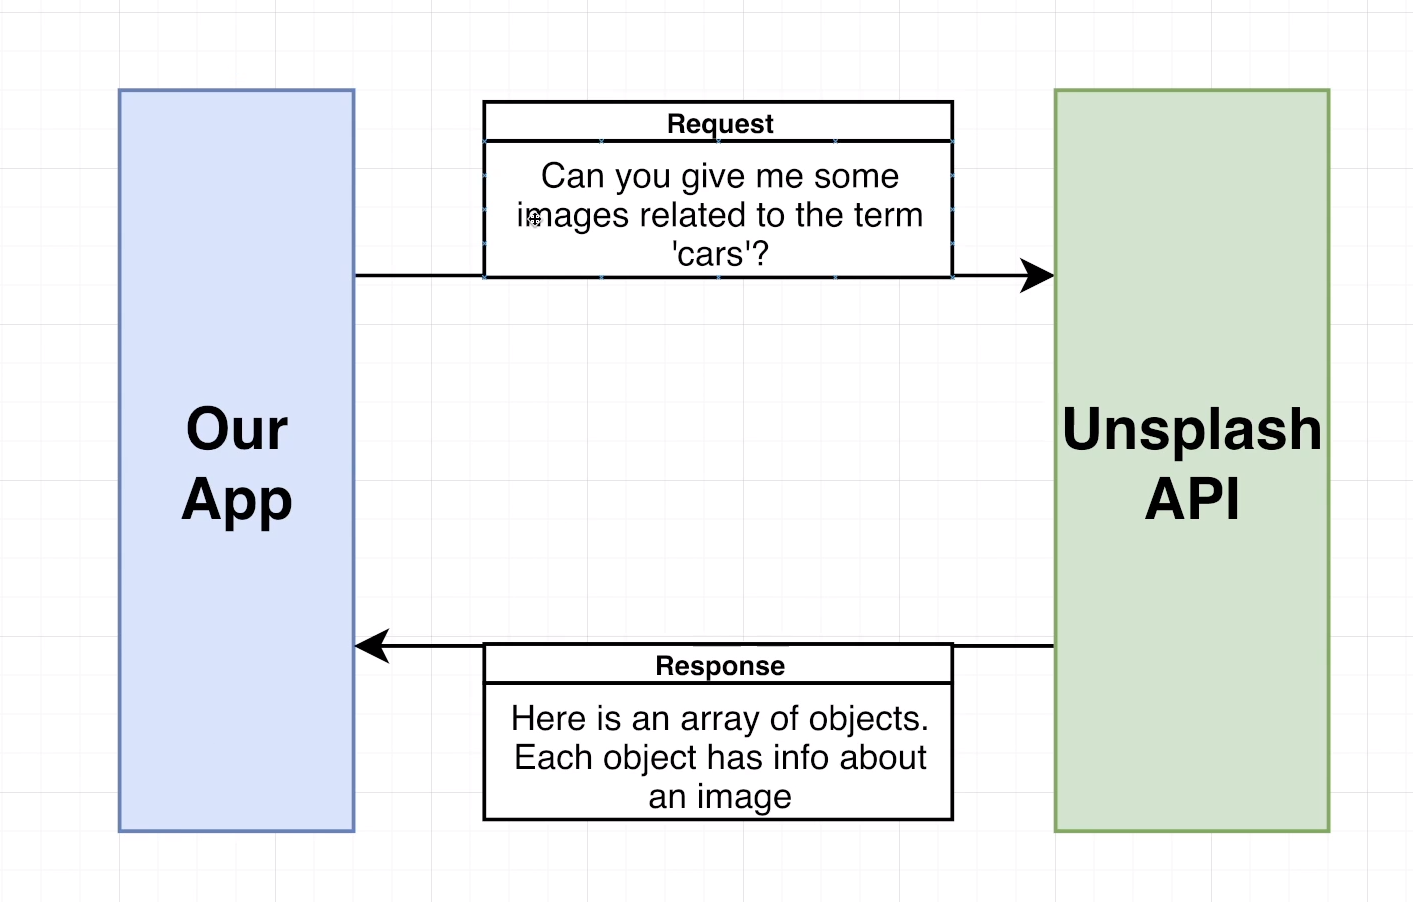 Request
Can you give me some
images related to the term
'cars'?
Our
App
Unsplash
API
Response
Here is an array of objects.
Each object has info about
an image